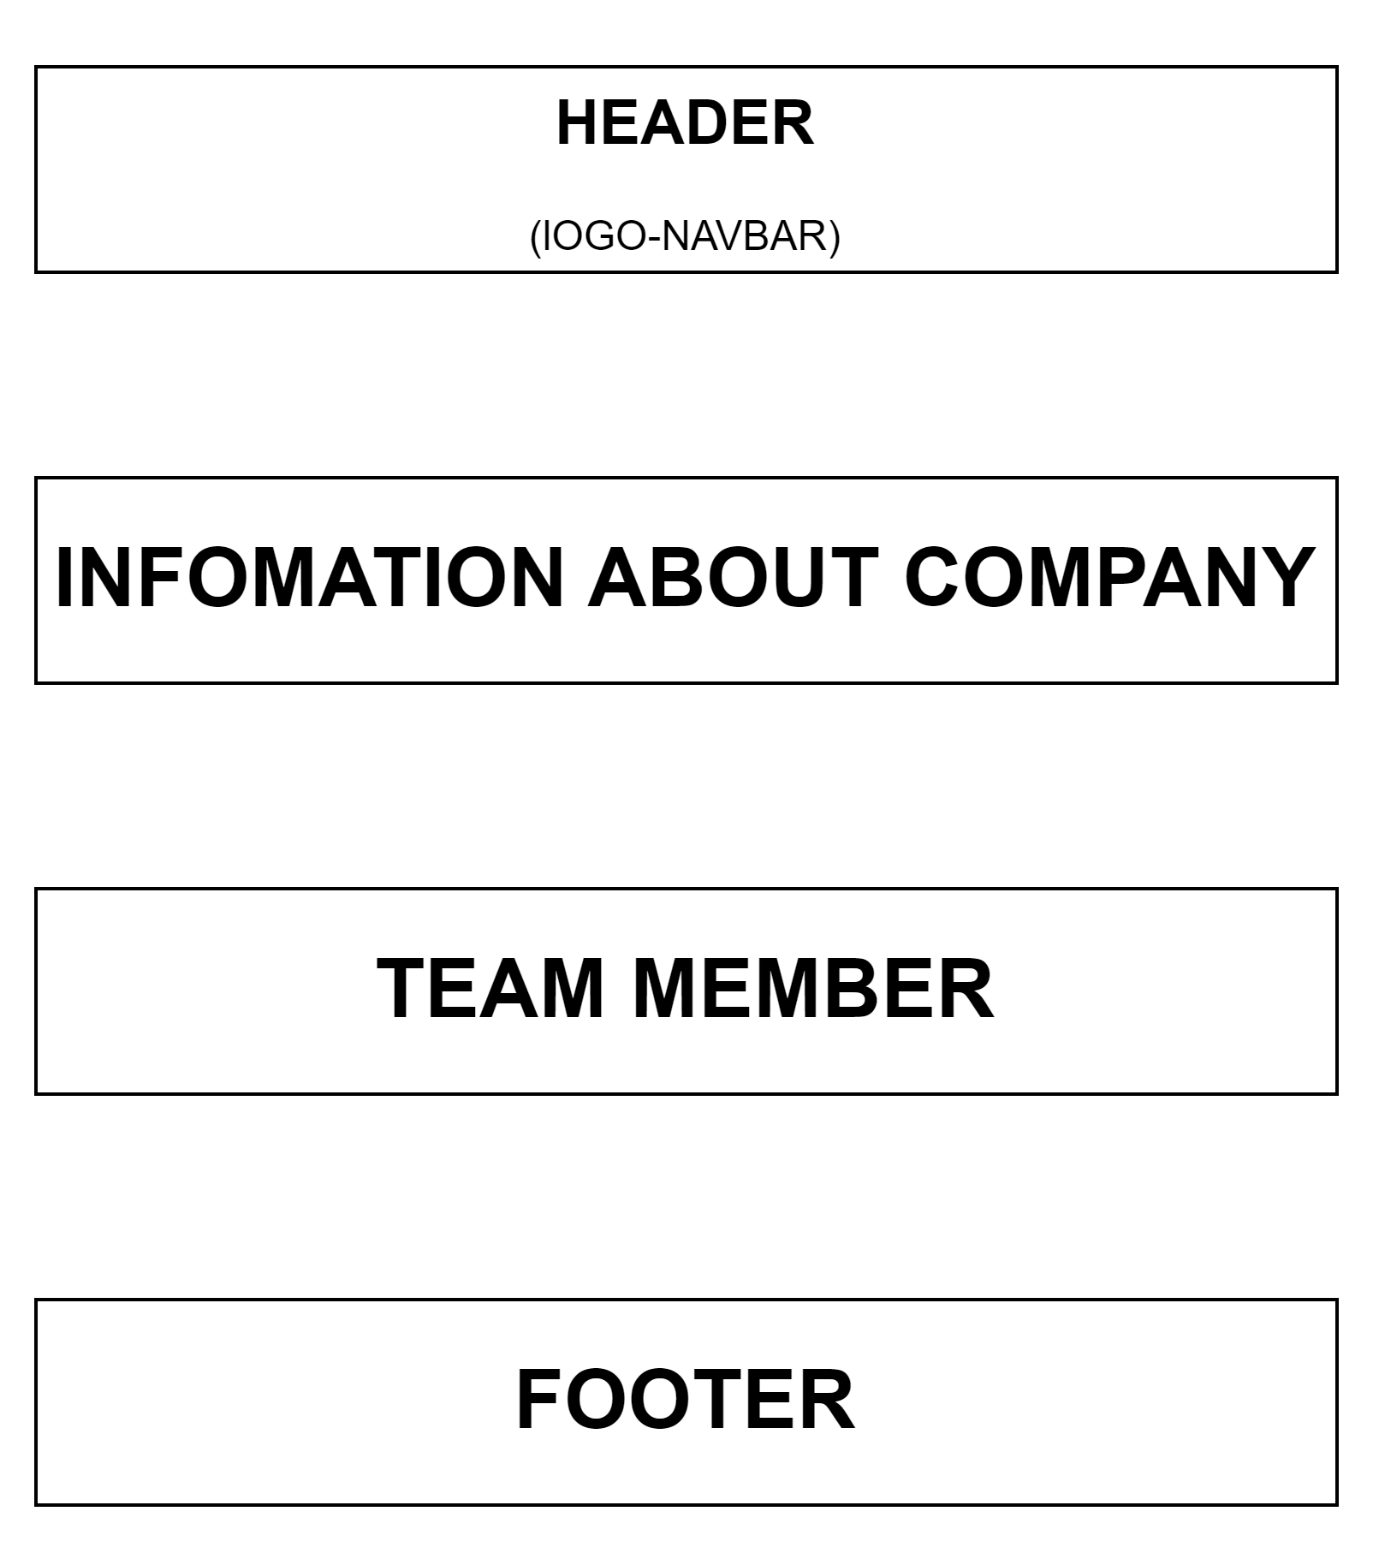 HEADER
(lOGO-NAVBAR)
INFOMATION ABOUT COMPANY
TEAM MEMBER
FOOTER